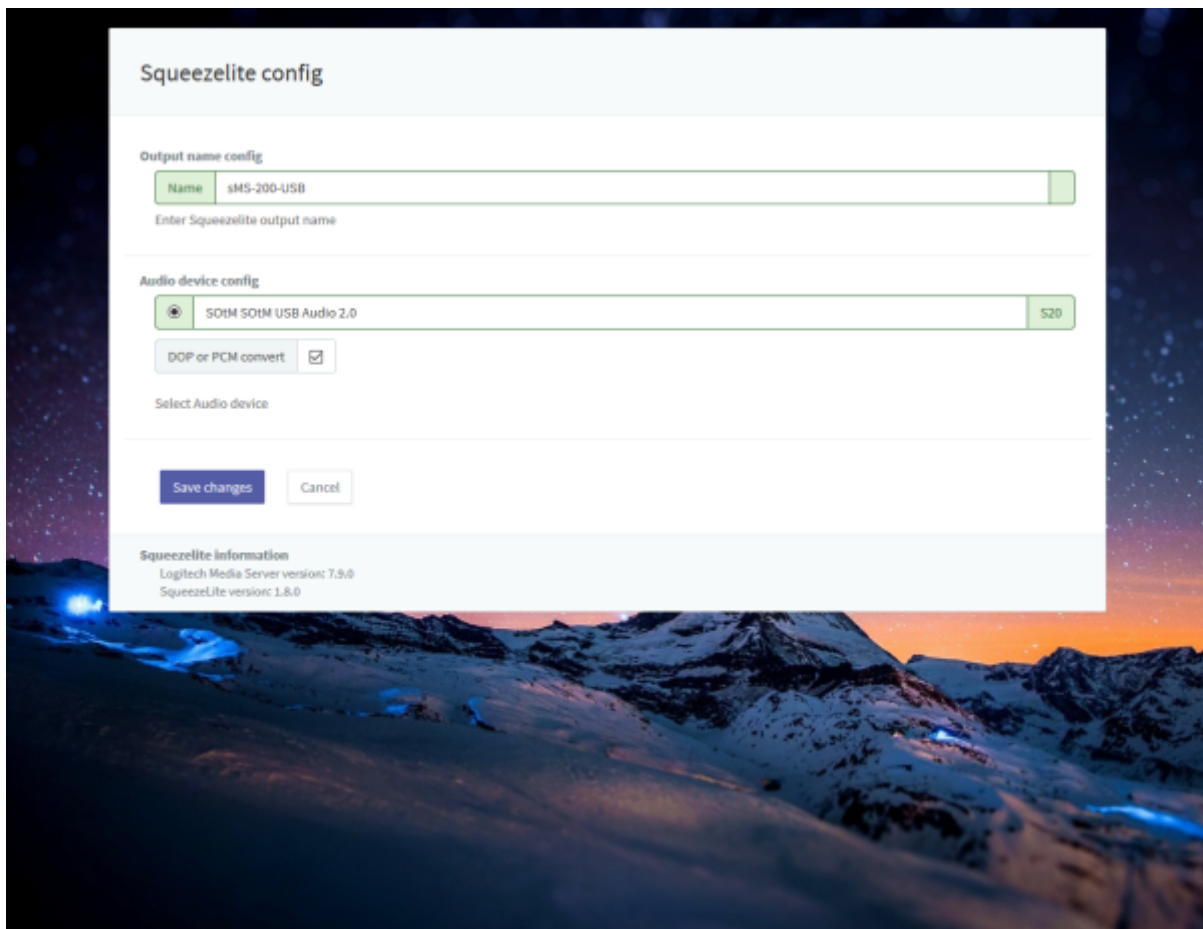 Squeezelite config
Output name config
Name sMS-200-USB
Enter Squeezelite output name
Audio device config
SOtM SOtM USB Audio 2.0 S20
DOP or PCM convert
Select Audio device
Save changes Cancel
Squeezelite information
Logitech Media Server version: 7.9.0
SqueezeLite version: 1.8.0